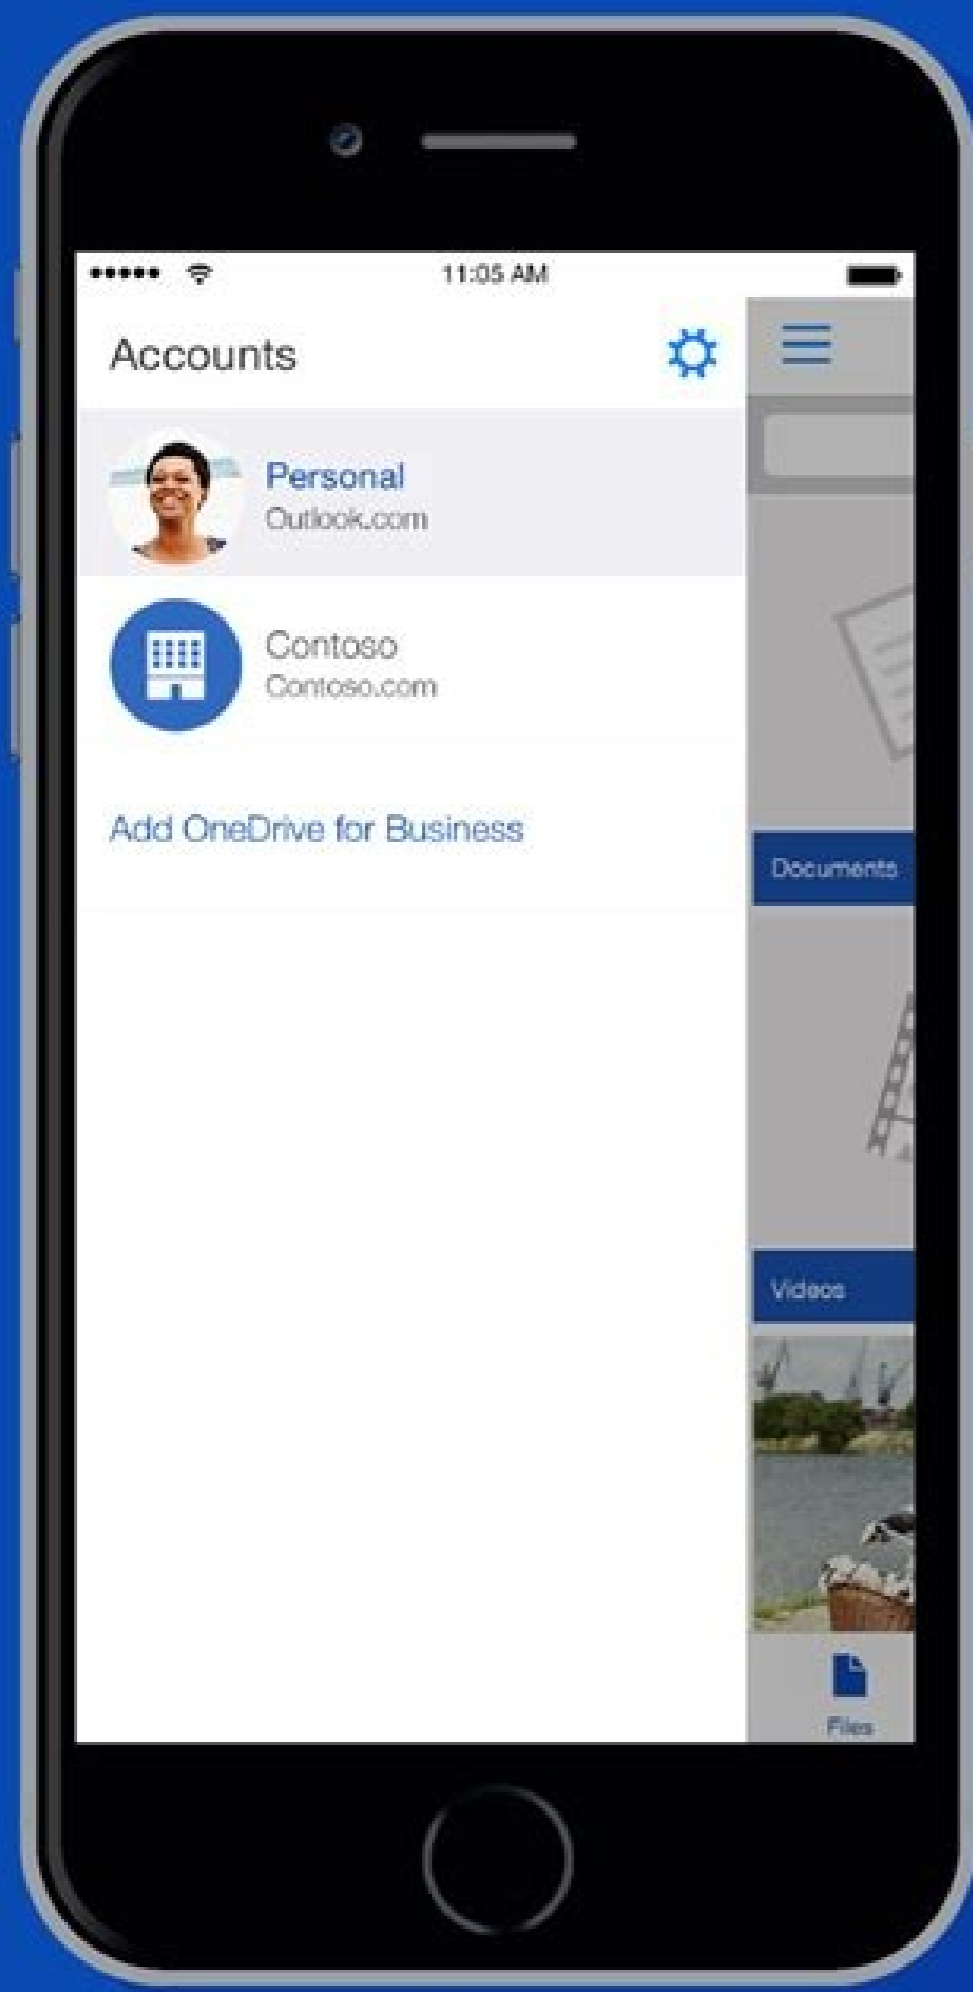 11:05 AM
Accounts
Personal
Outlook.com
Contoso
Contoso.com
Add OneDrive for Business
Documents
Videos
Files